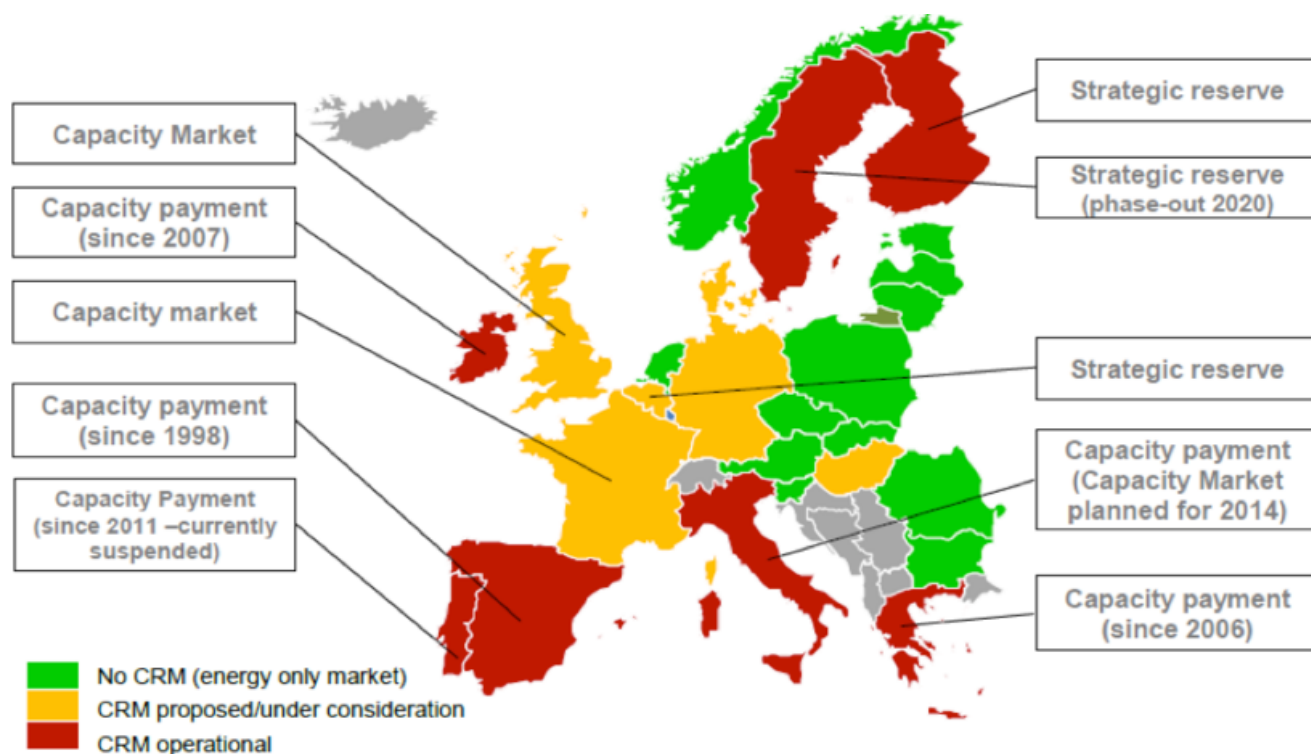 Capacity Market
Capacity payment
(since 2007)
Capacity market
Capacity payment
(since 1998)
Capacity Payment
(since 2011 –currently
suspended)
Strategic reserve
Strategic reserve
(phase-out 2020)
Strategic reserve
Capacity payment
(Capacity Market
planned for 2014)
Capacity payment
(since 2006)
No CRM (energy only market)
CRM proposed/under consideration
CRM operational